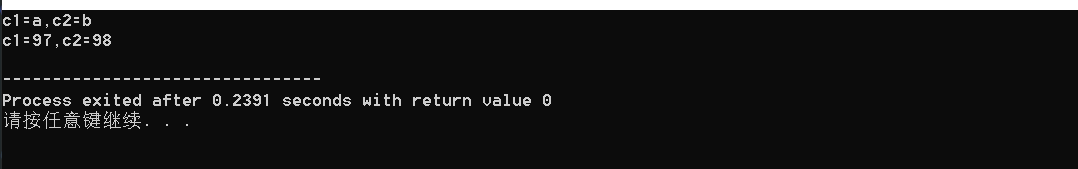 c1=a,c2=b
c1=97,c2=98
--------------------------------
Process exited after 0.2391 seconds with return value 0
请按任意键继续. . .